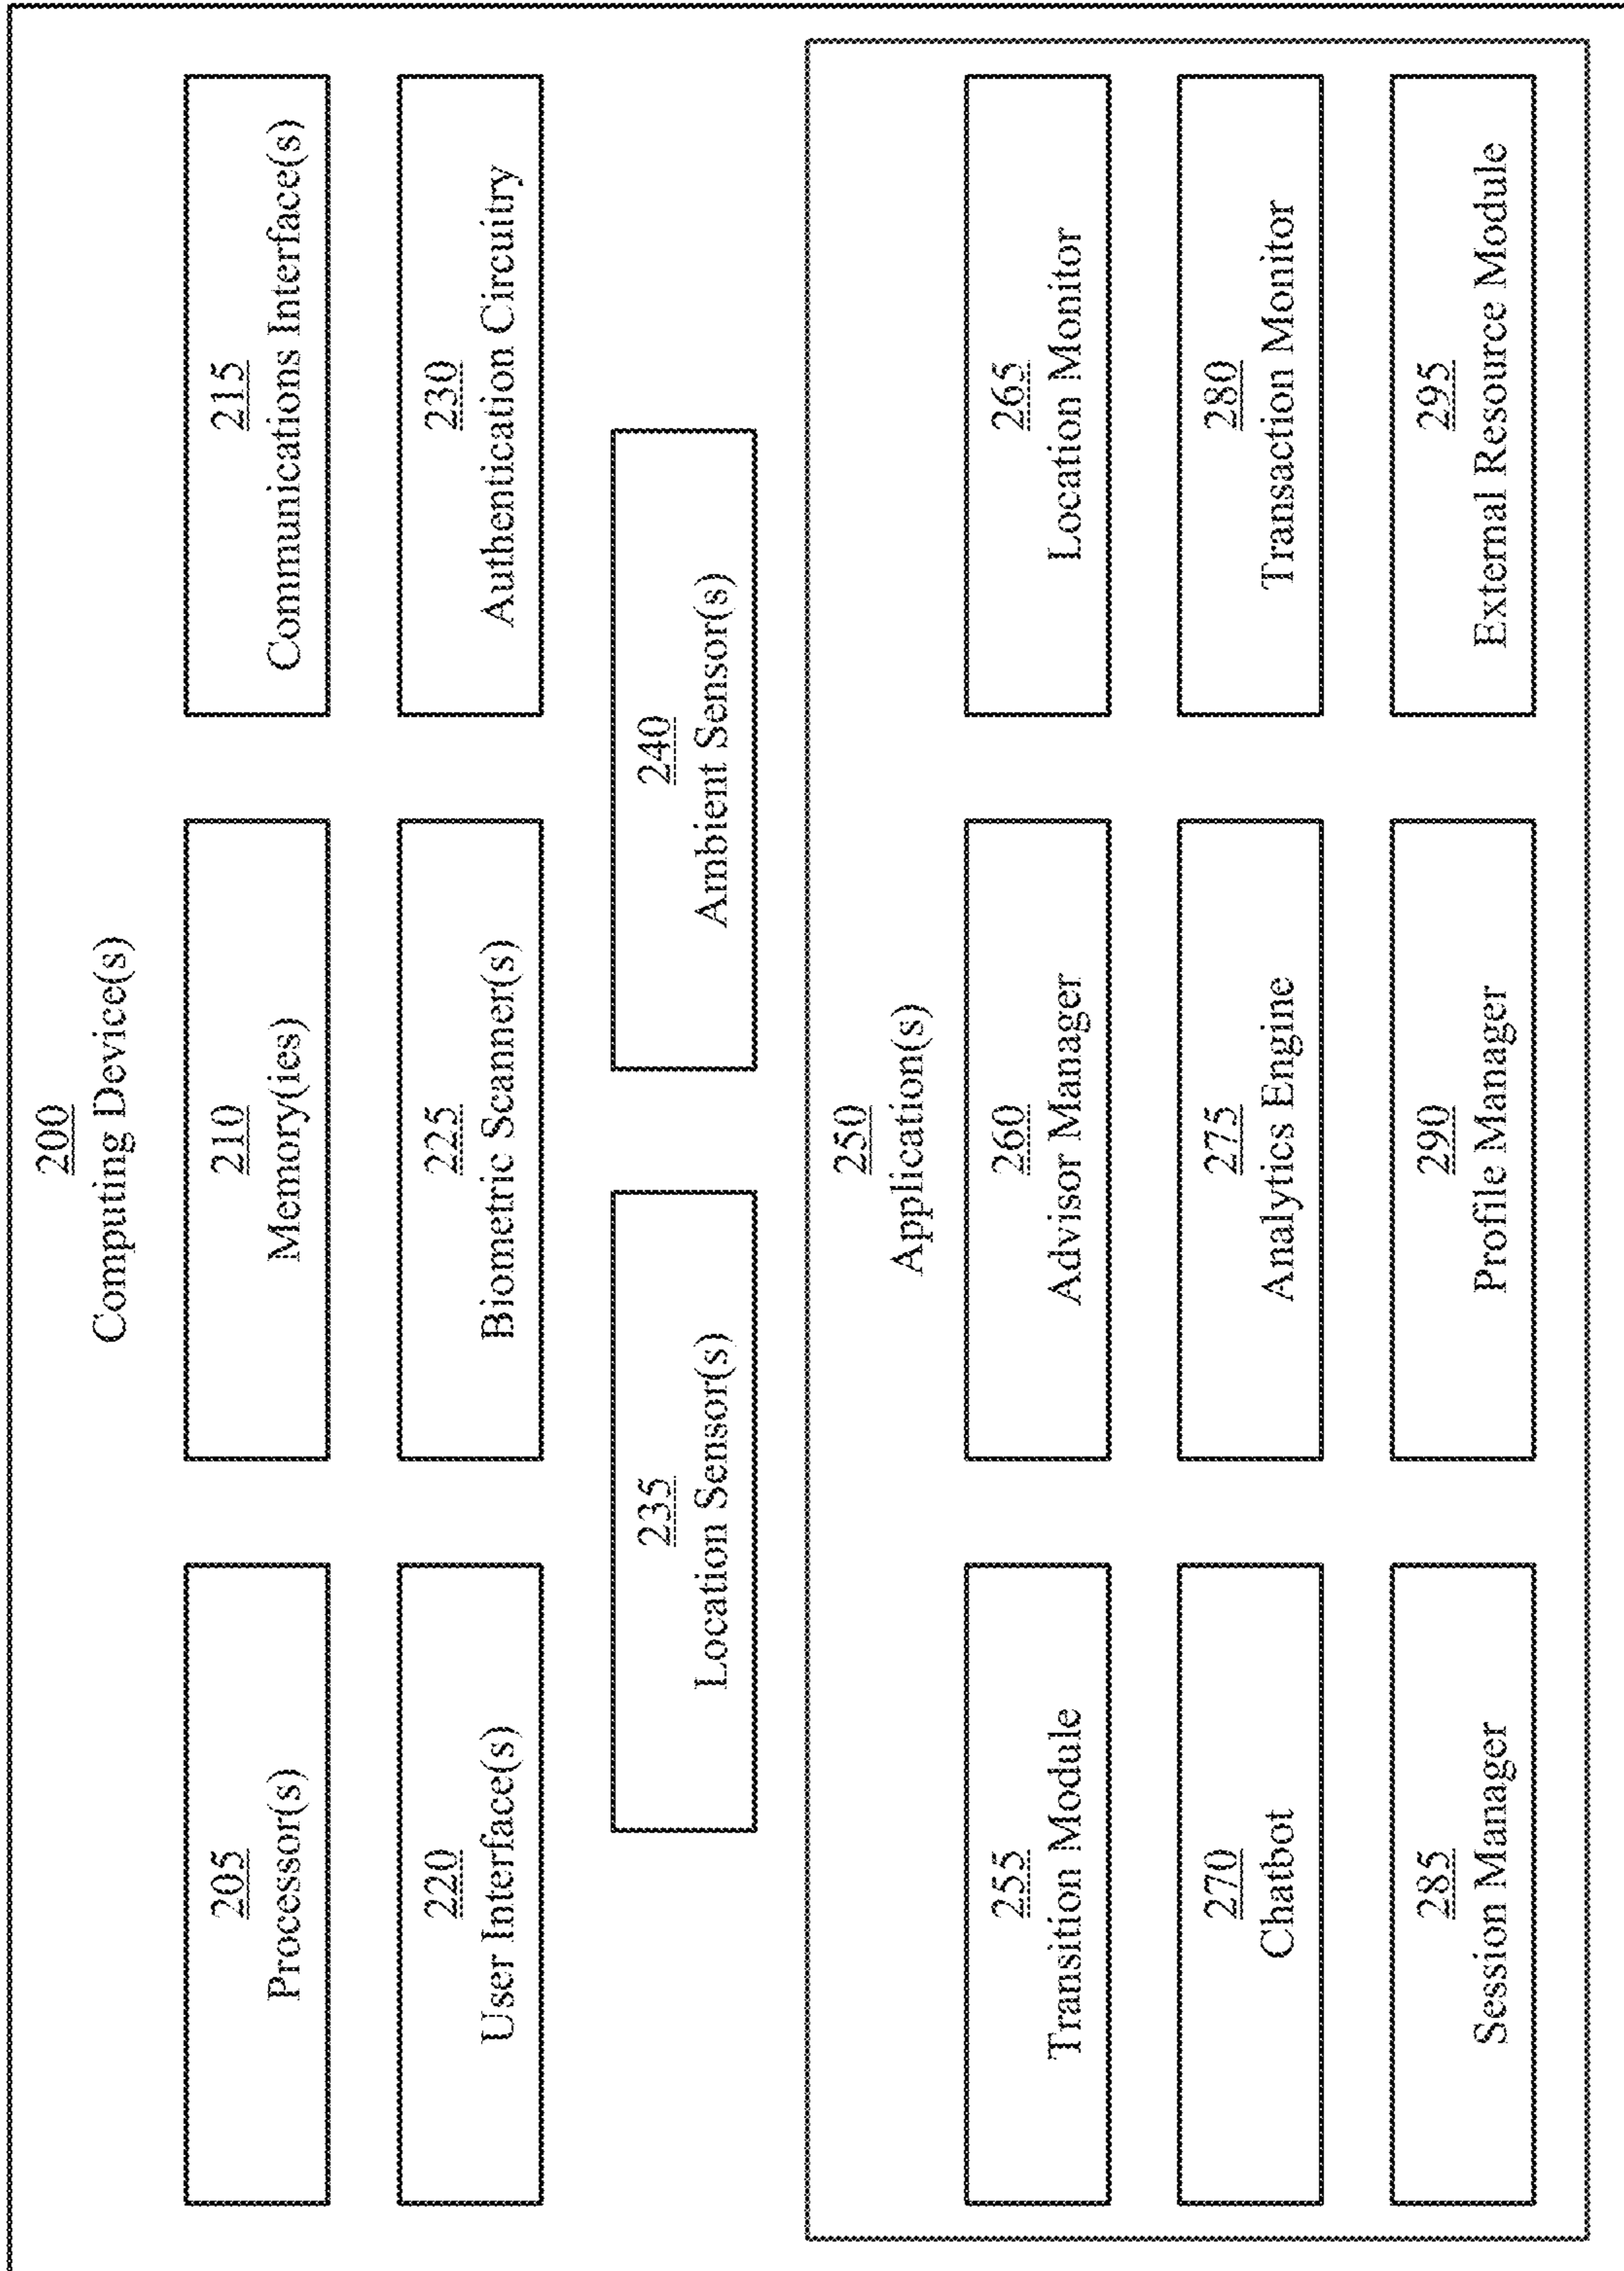 200
Computing Device(s)
205
Processor(s)
210
Memory(ies)
215
Communications Interface(s)
220
User Interface(s)
225
Biometric Scanner(s)
230
Authentication Circuitry
235
Location Sensor(s)
240
Ambient Sensor(s)
250
Application(s)
255
Transition Module
260
Advisor Manager
265
Location Monitor
270
Chatbot
275
Analytics Engine
280
Transaction Monitor
285
Session Manager
290
Profile Manager
295
External Resource Module